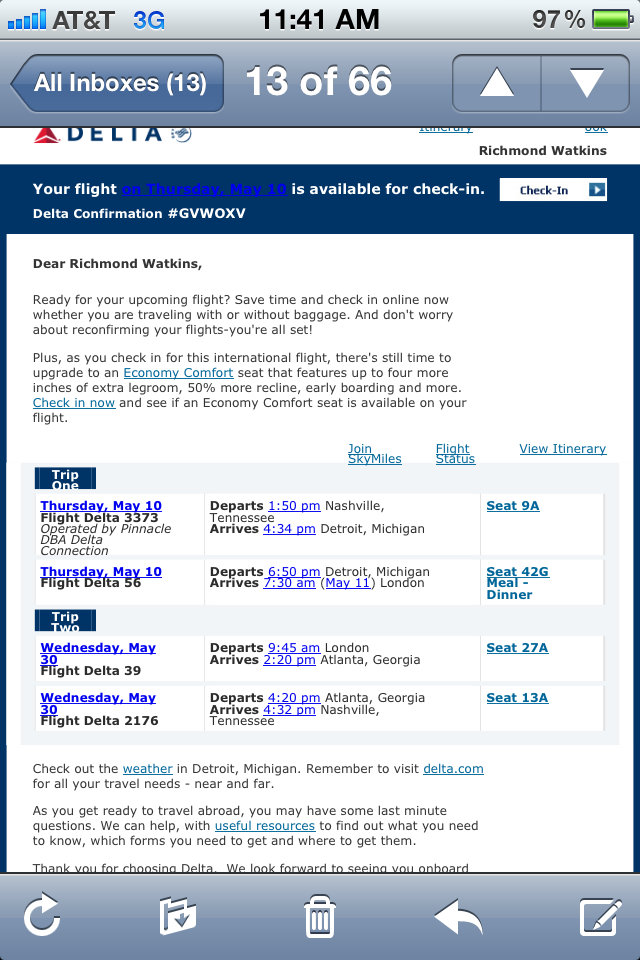 AT&T 3G 11:41 AM 97%
All Inboxes (13) 13 of 66
DELTA Itinerary
Richmond Watkins
Your flight on Thursday, May 10 is available for check-in. Check-In
Delta Confirmation #GVWOXV
Dear Richmond Watkins,
Ready for your upcoming flight? Save time and check in online now
whether you are traveling with or without baggage. And don't worry
about reconfirming your flights-you're all set!
Plus, as you check in for this international flight, there's still time to
upgrade to an Economy Comfort seat that features up to four more
inches of extra legroom, 50% more recline, early boarding and more.
Check in now and see if an Economy Comfort seat is available on your
flight.
Join
SkyMiles
Flight
Status
View Itinerary
Trip
One
Thursday, May 10
Flight Delta 3373
Operated by Pinnacle
DBA Delta
Connection
Departs 1:50 pm Nashville,
Tennessee
Arrives 4:34 pm Detroit, Michigan
Seat 9A
Thursday, May 10
Flight Delta 56
Departs 6:50 pm Detroit, Michigan
Arrives 7:30 am (May 11) London
Seat 42G
Meal -
Dinner
Trip
Two
Wednesday, May
30
Flight Delta 39
Departs 9:45 am London
Arrives 2:20 pm Atlanta, Georgia
Seat 27A
Wednesday, May
30
Flight Delta 2176
Departs 4:20 pm Atlanta, Georgia
Arrives 4:32 pm Nashville,
Tennessee
Seat 13A
Check out the weather in Detroit, Michigan. Remember to visit delta.com
for all your travel needs - near and far.
As you get ready to travel abroad, you may have some last minute
questions. We can help, with useful resources to find out what you need
to know, which forms you need to get and where to get them.
Thank you for choosing Delta. We look forward to seeing you onboard